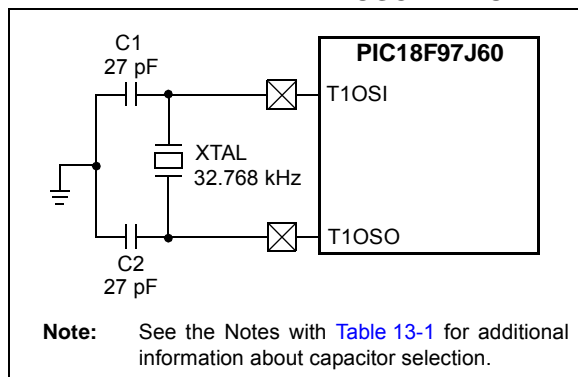 C1
27 pF
PIC18F97J60
T1OSI
XTAL
32.768 kHz
T1OSO
C2
27 pF
Note: See the Notes with Table 13-1 for additional
information about capacitor selection.